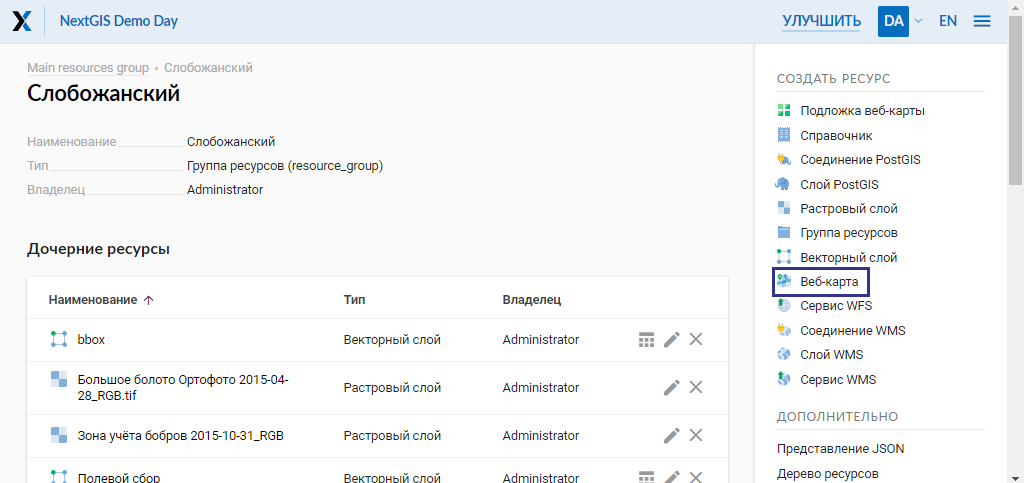 NextGIS Demo Day
УЛУЧШИТЬ
DA
EN
Main resources group • Слобожанский
Слобожанский
Наименование Слобожанский
Тип Группа ресурсов (resource_group)
Владелец Administrator
Дочерние ресурсы
Наименование Тип Владелец
bbox Векторный слой Administrator
Большое болото Ортофото 2015-04-
28_RGB.tif Растровый слой Administrator
Зона учёта бобров 2015-10-31_RGB Растровый слой Administrator
Полевой сбор Векторный слой Administrator
СОЗДАТЬ РЕСУРС
Подложка веб-карты
Справочник
Соединение PostGIS
Слой PostGIS
Растровый слой
Группа ресурсов
Векторный слой
Веб-карта
Сервис WFS
Соединение WMS
Слой WMS
Сервис WMS
ДОПОЛНИТЕЛЬНО
Представление JSON
Дерево ресурсов